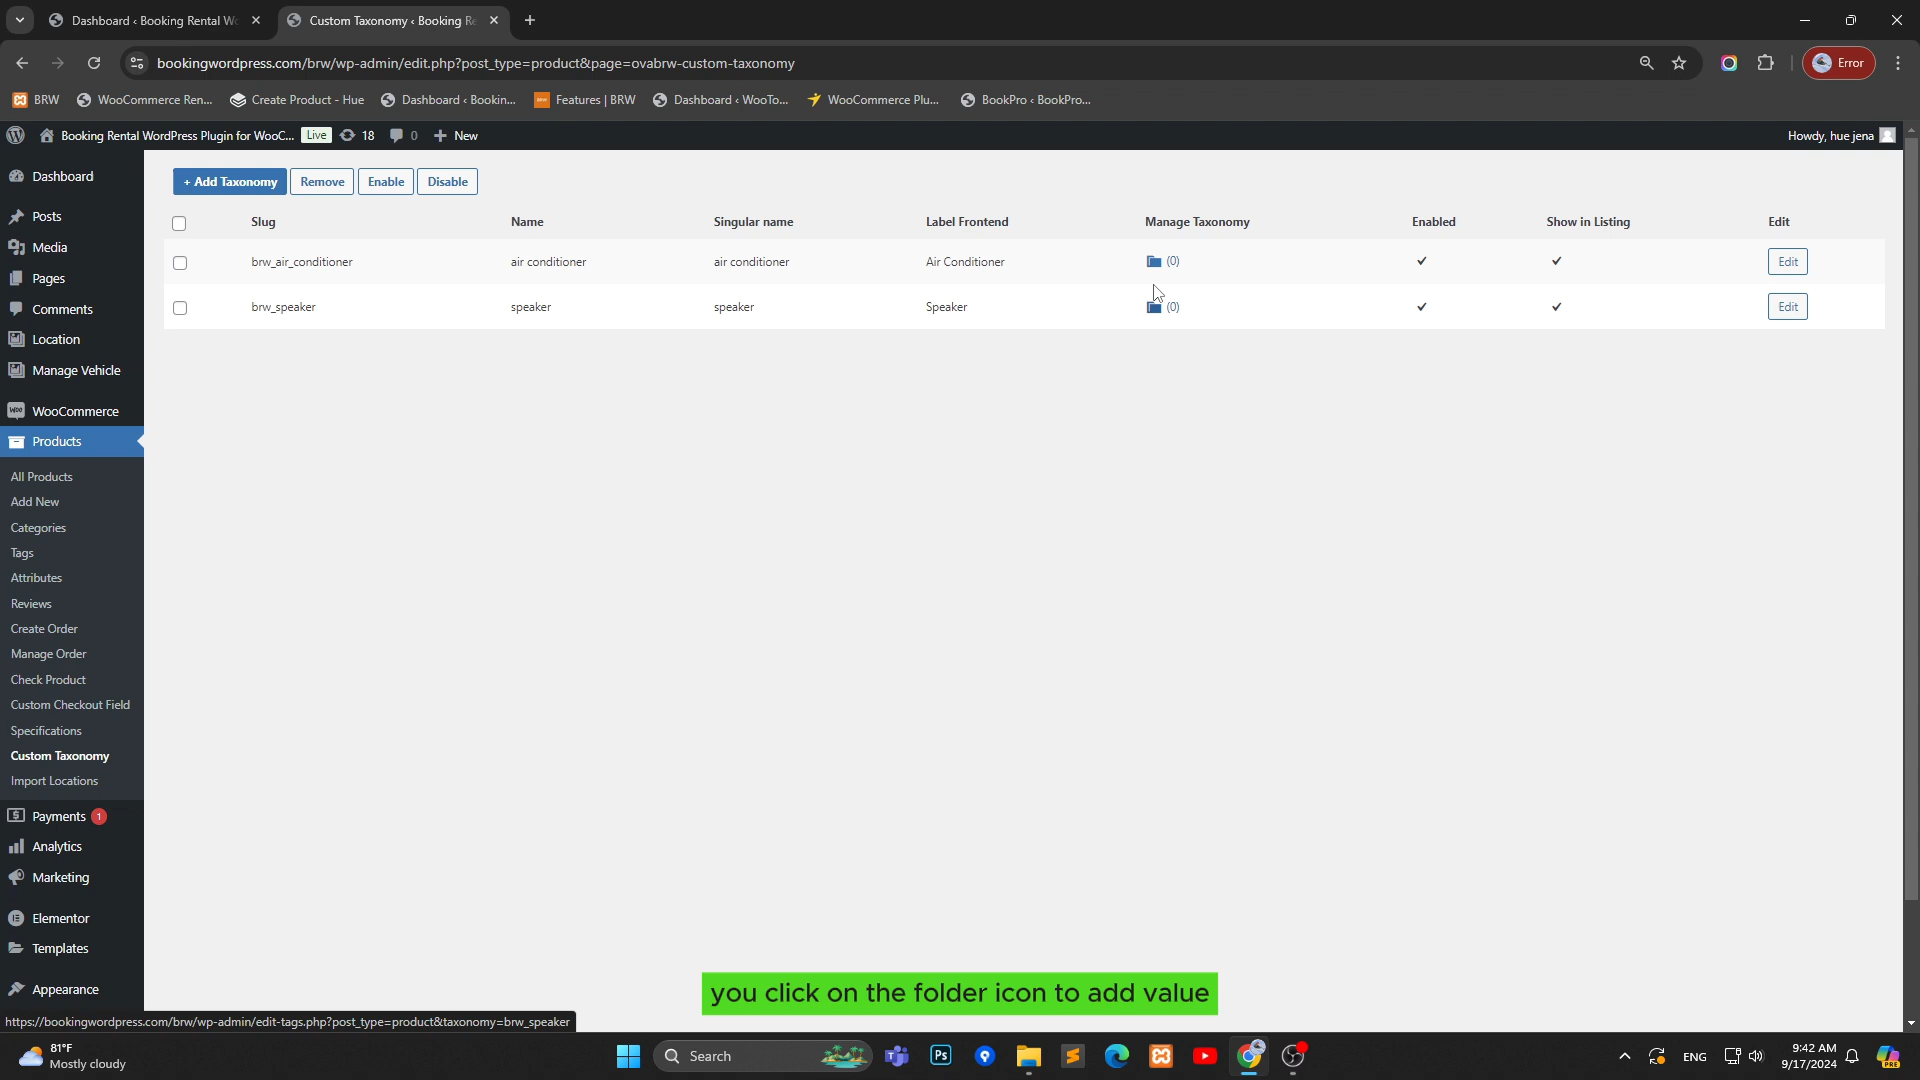 Dashboard ‹ Booking Rental W
Custom Taxonomy ‹ Booking Re
bookingwordpress.com/brw/wp-admin/edit.php?post_type=product&page=ovabrw-custom-taxonomy
Error
BRW
WooCommerce Ren...
Create Product - Hue
Dashboard ‹ Bookin...
Features | BRW
Dashboard ‹ WooTo...
WooCommerce Plu...
BookPro ‹ BookPro...
Booking Rental WordPress Plugin for WooC... Live 18 0 + New
Howdy, hue jena
Dashboard
Posts
Media
Pages
Comments
Location
Manage Vehicle
WooCommerce
Products
All Products
Add New
Categories
Tags
Attributes
Reviews
Create Order
Manage Order
Check Product
Custom Checkout Field
Specifications
Custom Taxonomy
Import Locations
Payments 1
Analytics
Marketing
Elementor
Templates
Appearance
+ Add Taxonomy Remove Enable Disable
Slug Name Singular name Label Frontend Manage Taxonomy Enabled Show in Listing Edit
brw_air_conditioner air conditioner air conditioner Air Conditioner (0) ✓ ✓ Edit
brw_speaker speaker speaker Speaker (0) ✓ ✓ Edit
you click on the folder icon to add value
https://bookingwordpress.com/brw/wp-admin/edit-tags.php?post_type=product&taxonomy=brw_speaker
81°F
Mostly cloudy
Search
Ps
ENG
9:42 AM
9/17/2024
PRE